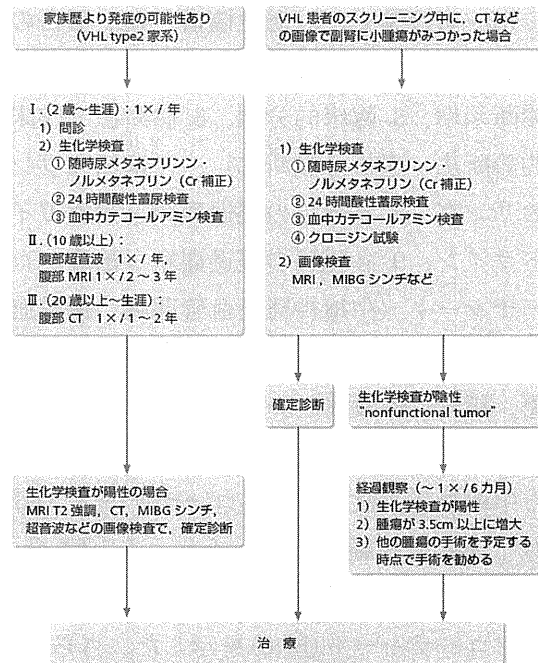 家族歴より発症の可能性あり
(VHL type2 家系)
Ⅰ.(2 歳~生涯):1×/ 年
1) 問診
2) 生化学検査
① 随時尿メタネフリンン・
ノルメタネフリン(Cr 補正)
② 24 時間酸性蓄尿検査
③ 血中カテコールアミン検査
Ⅱ.(10 歳以上):
腹部超音波 1×/ 年,
腹部 MRI 1×/ 2 ~ 3 年
Ⅲ.(20 歳以上~生涯):
腹部 CT 1×/ 1 ~ 2 年
生化学検査が陽性の場合
MRI T2 強調,CT,MIBG シンチ,
超音波などの画像検査で,確定診断
VHL 患者のスクリーニング中に,CT など
の画像で副腎に小腫瘍がみつかった場合
1) 生化学検査
① 随時尿メタネフリン・
ノルメタネフリン(Cr 補正)
② 24 時間酸性蓄尿検査
③ 血中カテコールアミン検査
④ クロニジン試験
2) 画像検査
MRI,MIBG シンチなど
確定診断
生化学検査が陰性
"nonfunctional tumor"
経過観察(~ 1 ×/ 6 カ月)
1) 生化学検査が陽性
2) 腫瘍が 3.5cm 以上に増大
3) 他の腫瘍の手術を予定する
時点で手術を勧める
治 療